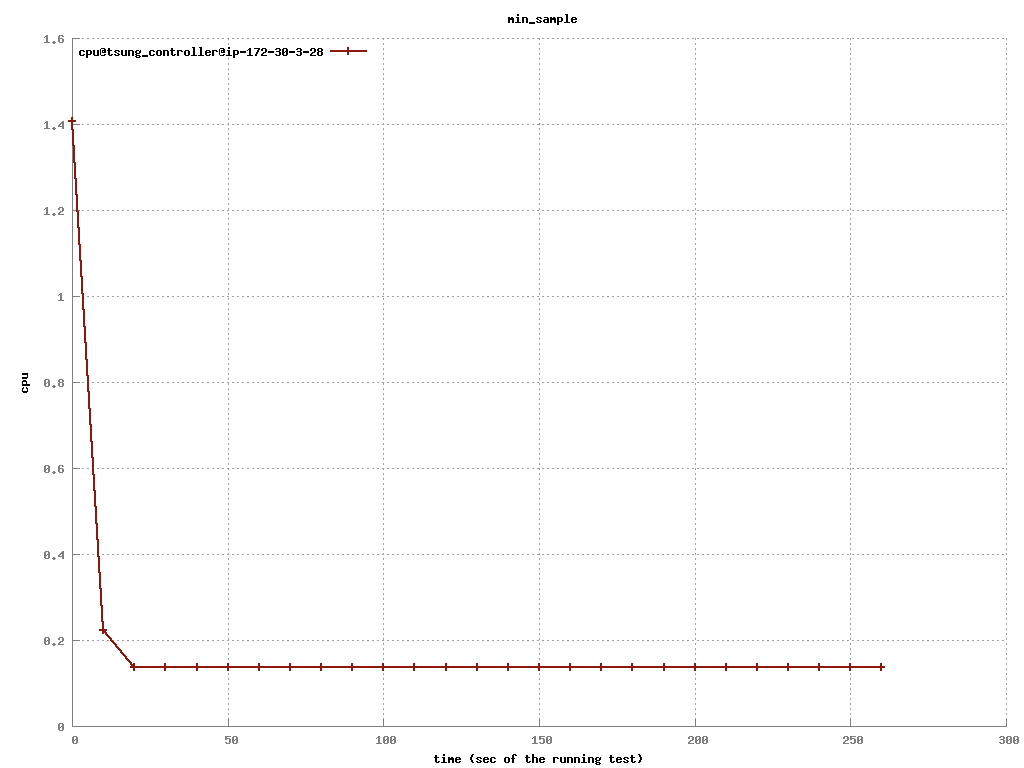 min_sample
cpu@tsung_controller@ip-172-30-3-28
1.6
1.4
1.2
1
0.8
0.6
0.4
0.2
0
cpu
0 50 100 150 200 250 300
time (sec of the running test)